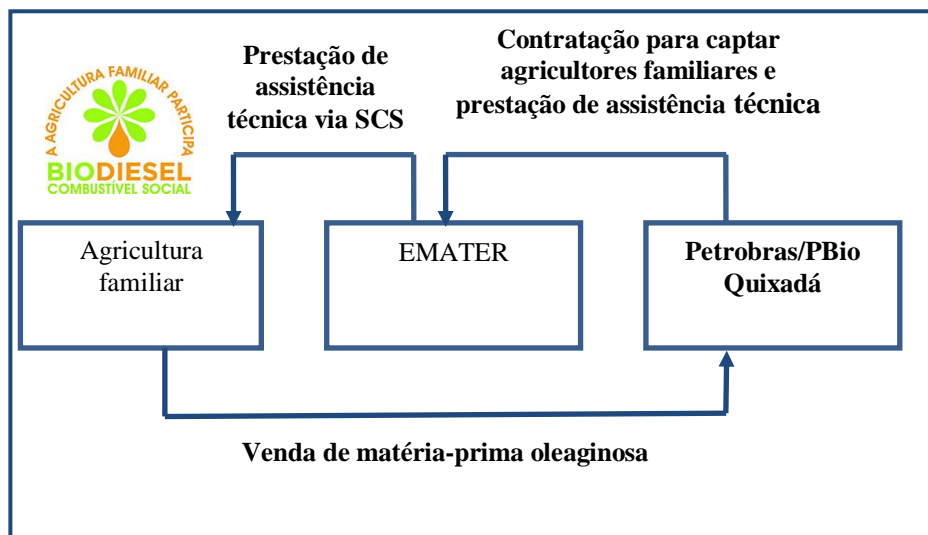 A AGRICULTURA FAMILIAR PARTICIPA
BIODIESEL
COMBUSTÍVEL SOCIAL
Prestação de
assistência
técnica via SCS
Contratação para captar
agricultores familiares e
prestação de assistência técnica
Agricultura
familiar
EMATER
Petrobras/PBio
Quixadá
Venda de matéria-prima oleaginosa